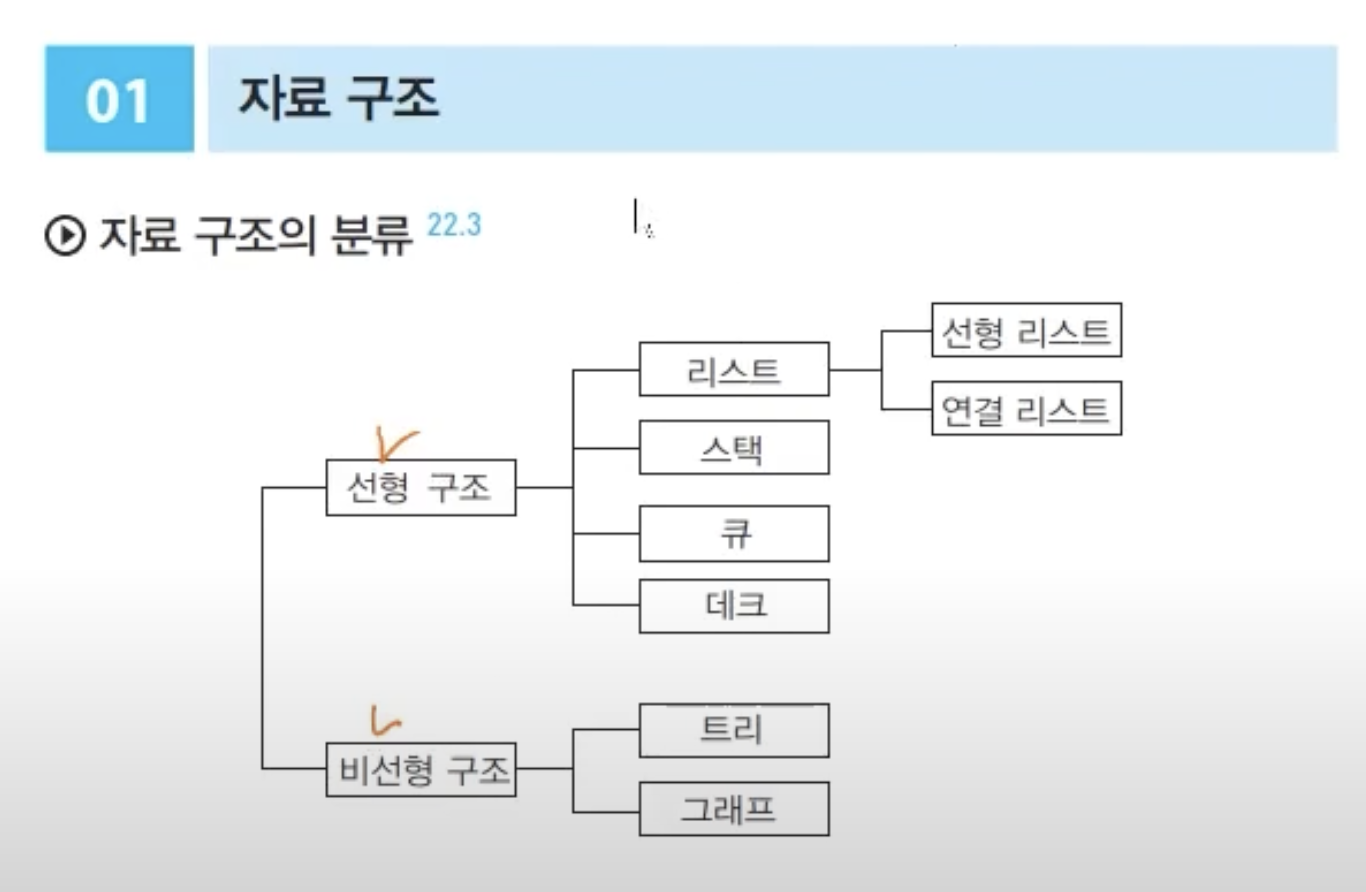 01 자료 구조
자료 구조의 분류 22.3
선형 리스트
리스트
연결 리스트
스택
선형 구조
큐
데크
트리
비선형 구조
그래프